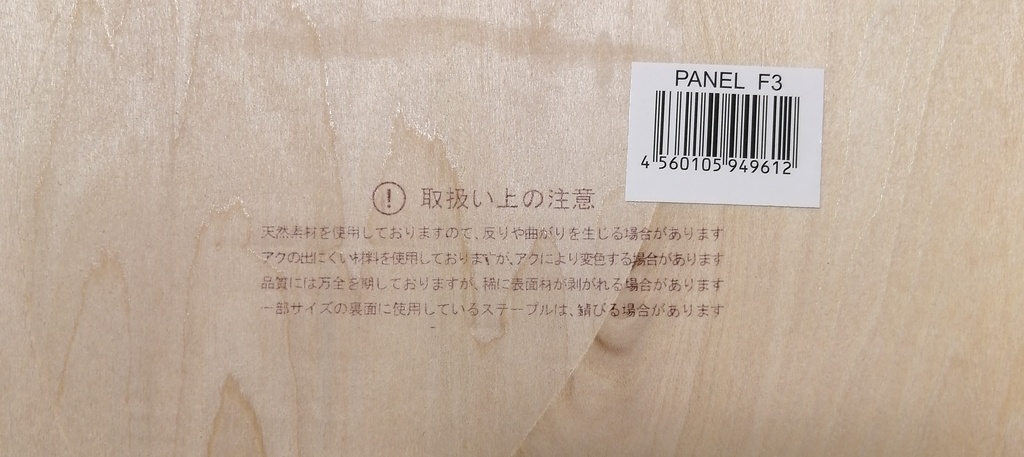 PANEL F3
4 560105 949612
! 取扱い上の注意
天然素材を使用しておりますので、反りや曲がりを生じる場合があります
アクの出にくい材料を使用しておりますが、アクにより変色する場合があります
品質には万全を期しておりますが、稀に表面材が剥がれる場合があります
一部サイズの裏面に使用しているステープルは、錆びる場合があります